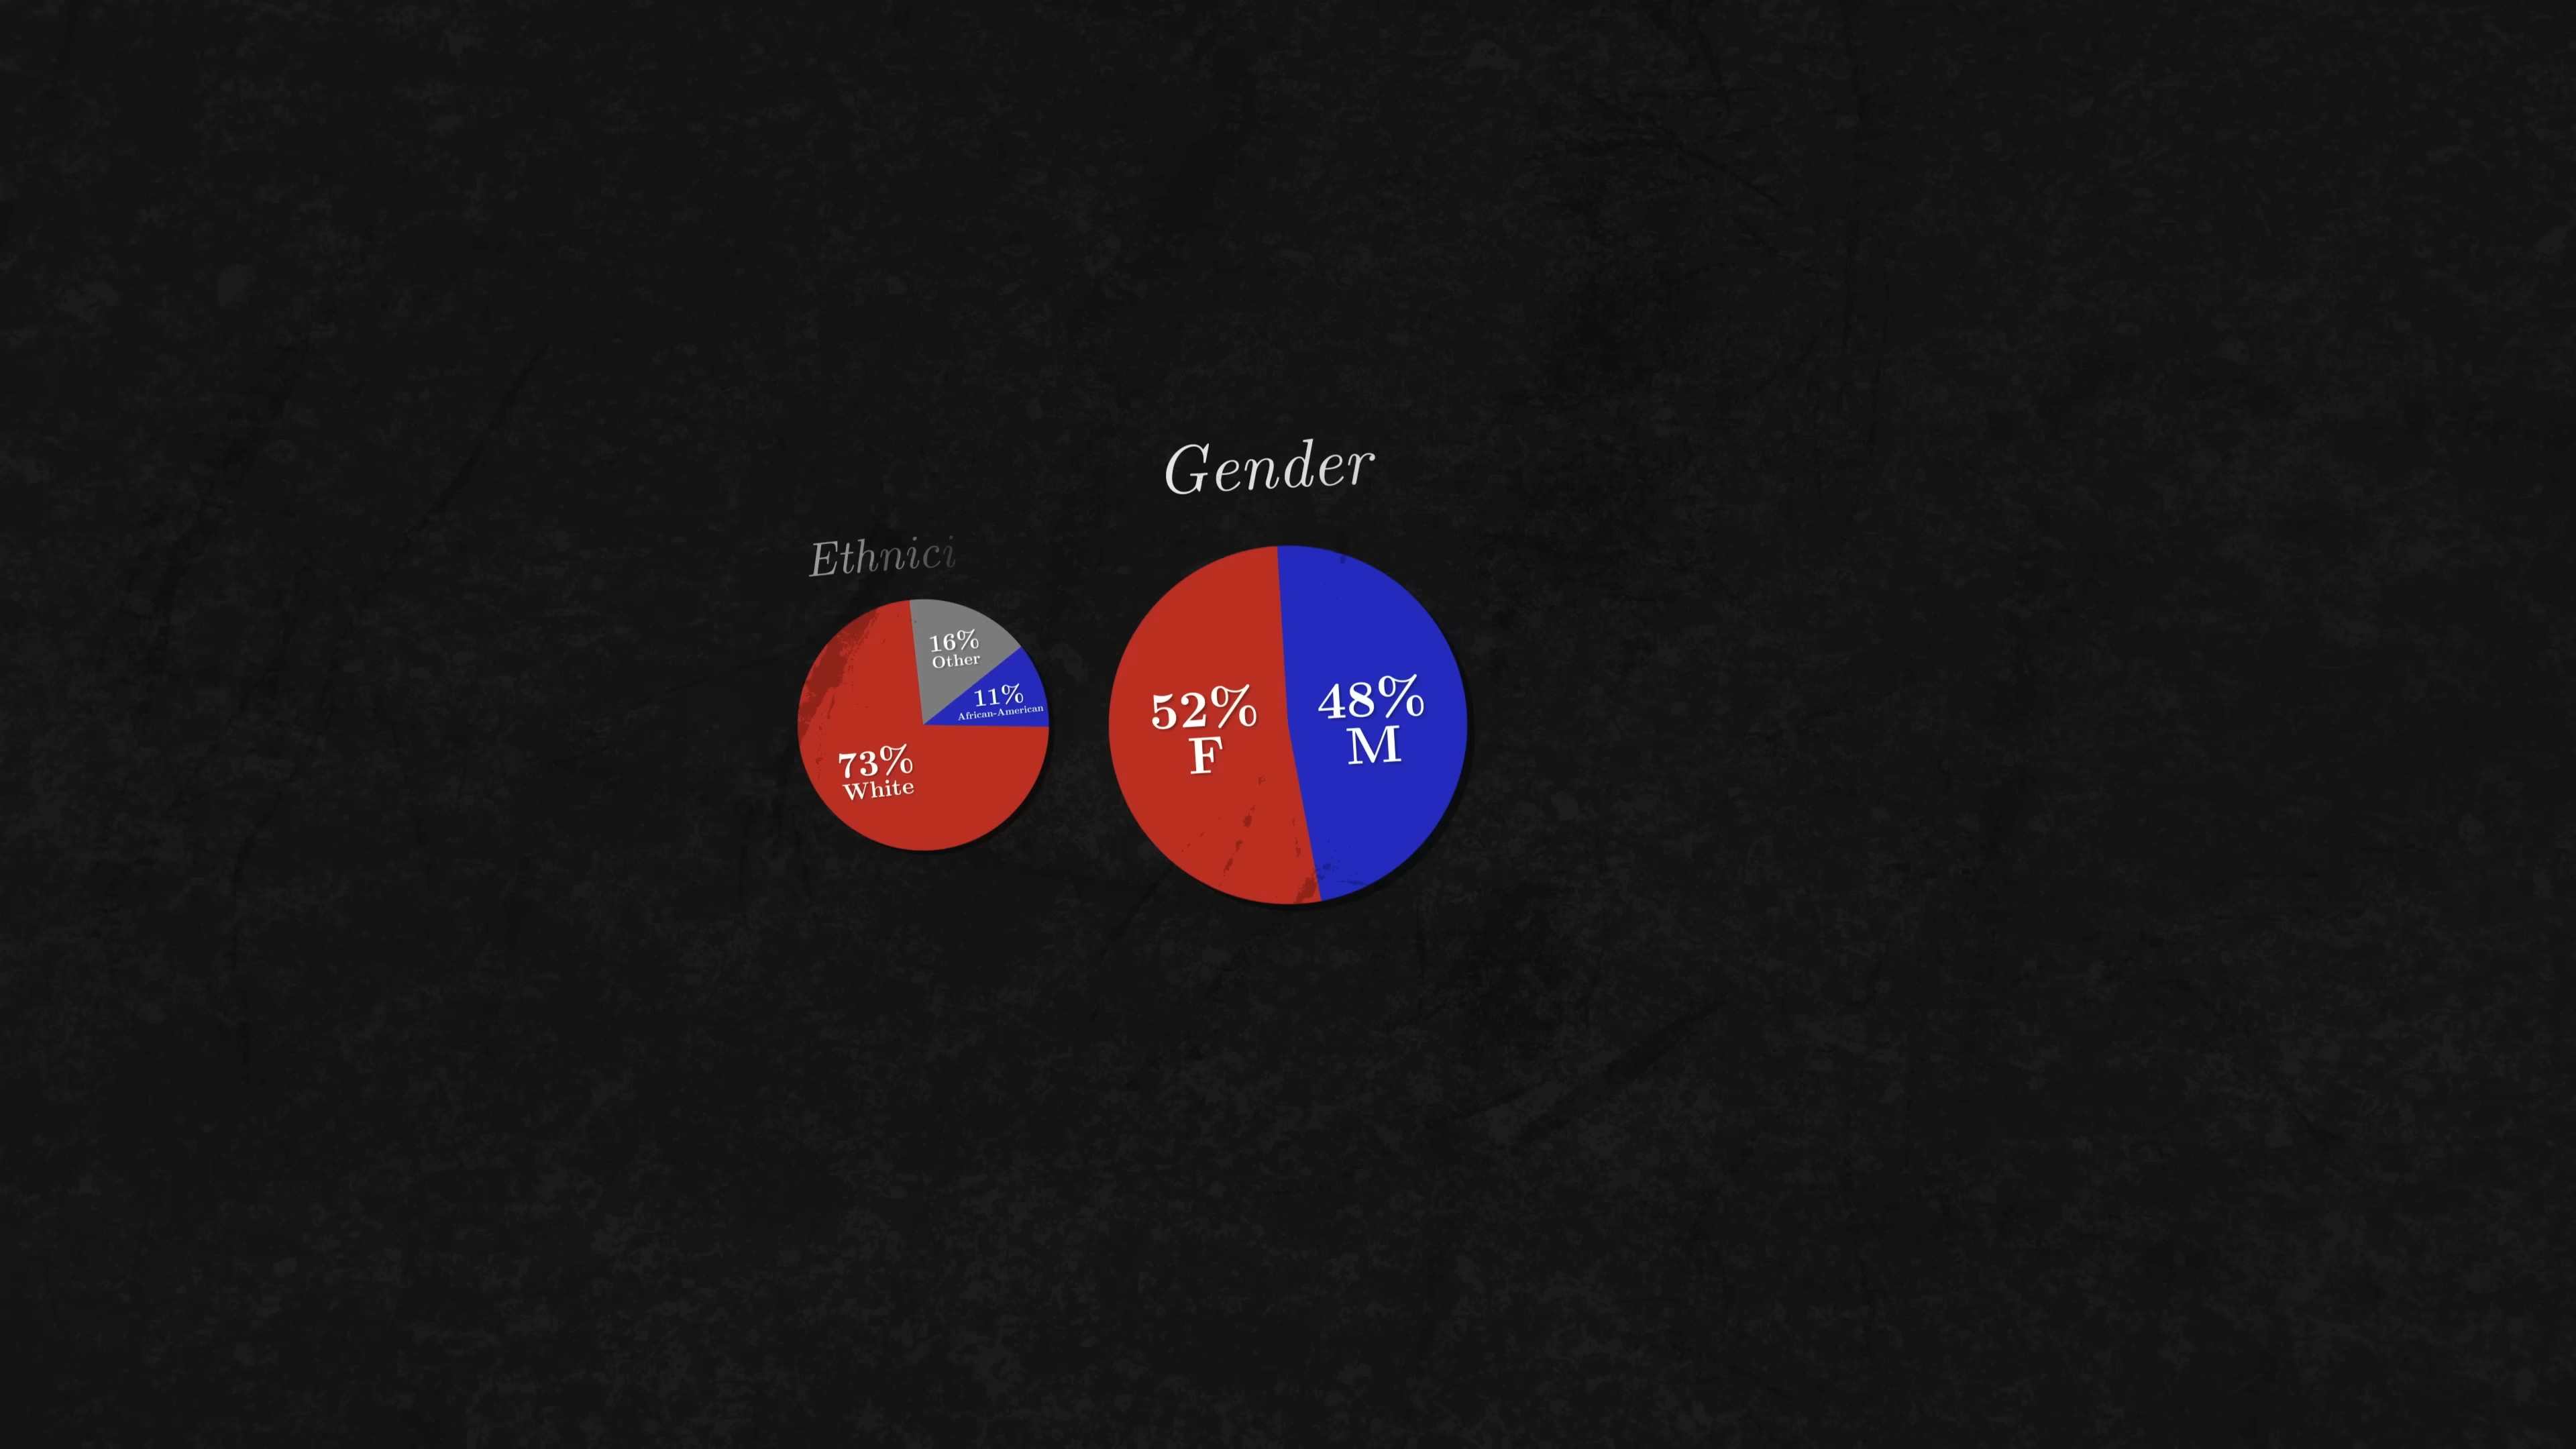 Ethnici
16%
Other
11%
African-American
73%
White
Gender
52%
F
48%
M